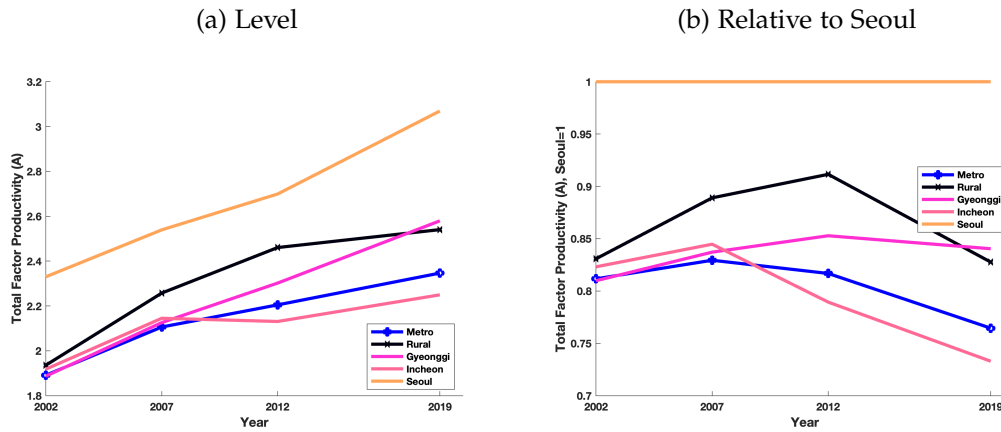 (a) Level
Total Factor Productivity (A)
3.2
3
2.8
2.6
2.4
2.2
2
1.8
2002
2007
2012
2019
Year
Metro
Rural
Gyeonggi
Incheon
Seoul
(b) Relative to Seoul
Total Factor Productivity (A), Seoul=1
1
0.95
0.9
0.85
0.8
0.75
0.7
2002
2007
2012
2019
Year
Metro
Rural
Gyeonggi
Incheon
Seoul